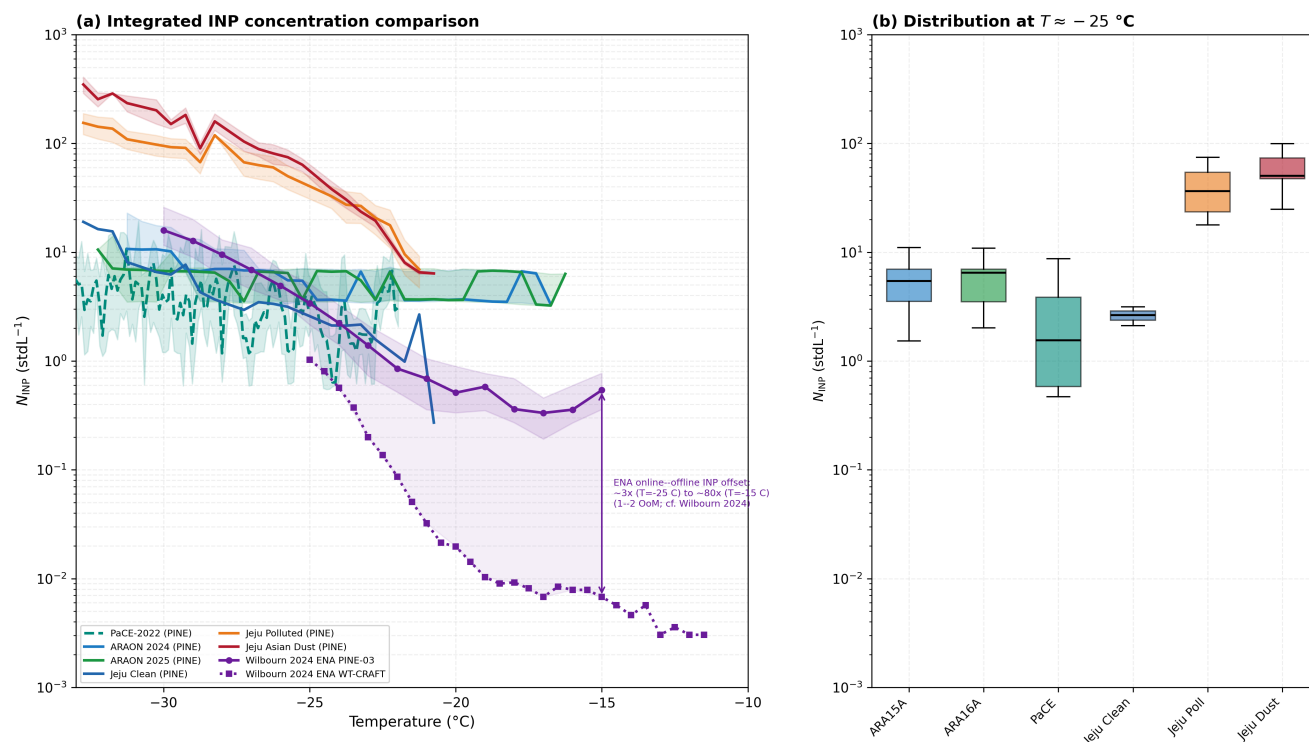 (a) Integrated INP concentration comparison
10³
10²
10¹
10⁰
10⁻¹
10⁻²
10⁻³
N_INP (stdL⁻¹)
ENA online--offline INP offset:
~3x (T=-25 C) to ~80x (T=-15 C)
(1--2 OoM; cf. Wilbourn 2024)
PaCE-2022 (PINE)
ARAON 2024 (PINE)
ARAON 2025 (PINE)
Jeju Clean (PINE)
Jeju Polluted (PINE)
Jeju Asian Dust (PINE)
Wilbourn 2024 ENA PINE-03
Wilbourn 2024 ENA WT-CRAFT
−30 −25 −20 −15 −10
Temperature (°C)
(b) Distribution at T ≈ −25 °C
10³
10²
10¹
10⁰
10⁻¹
10⁻²
10⁻³
N_INP (stdL⁻¹)
ARA15A
ARA16A
PaCE
Jeju Clean
Jeju Poll
Jeju Dust